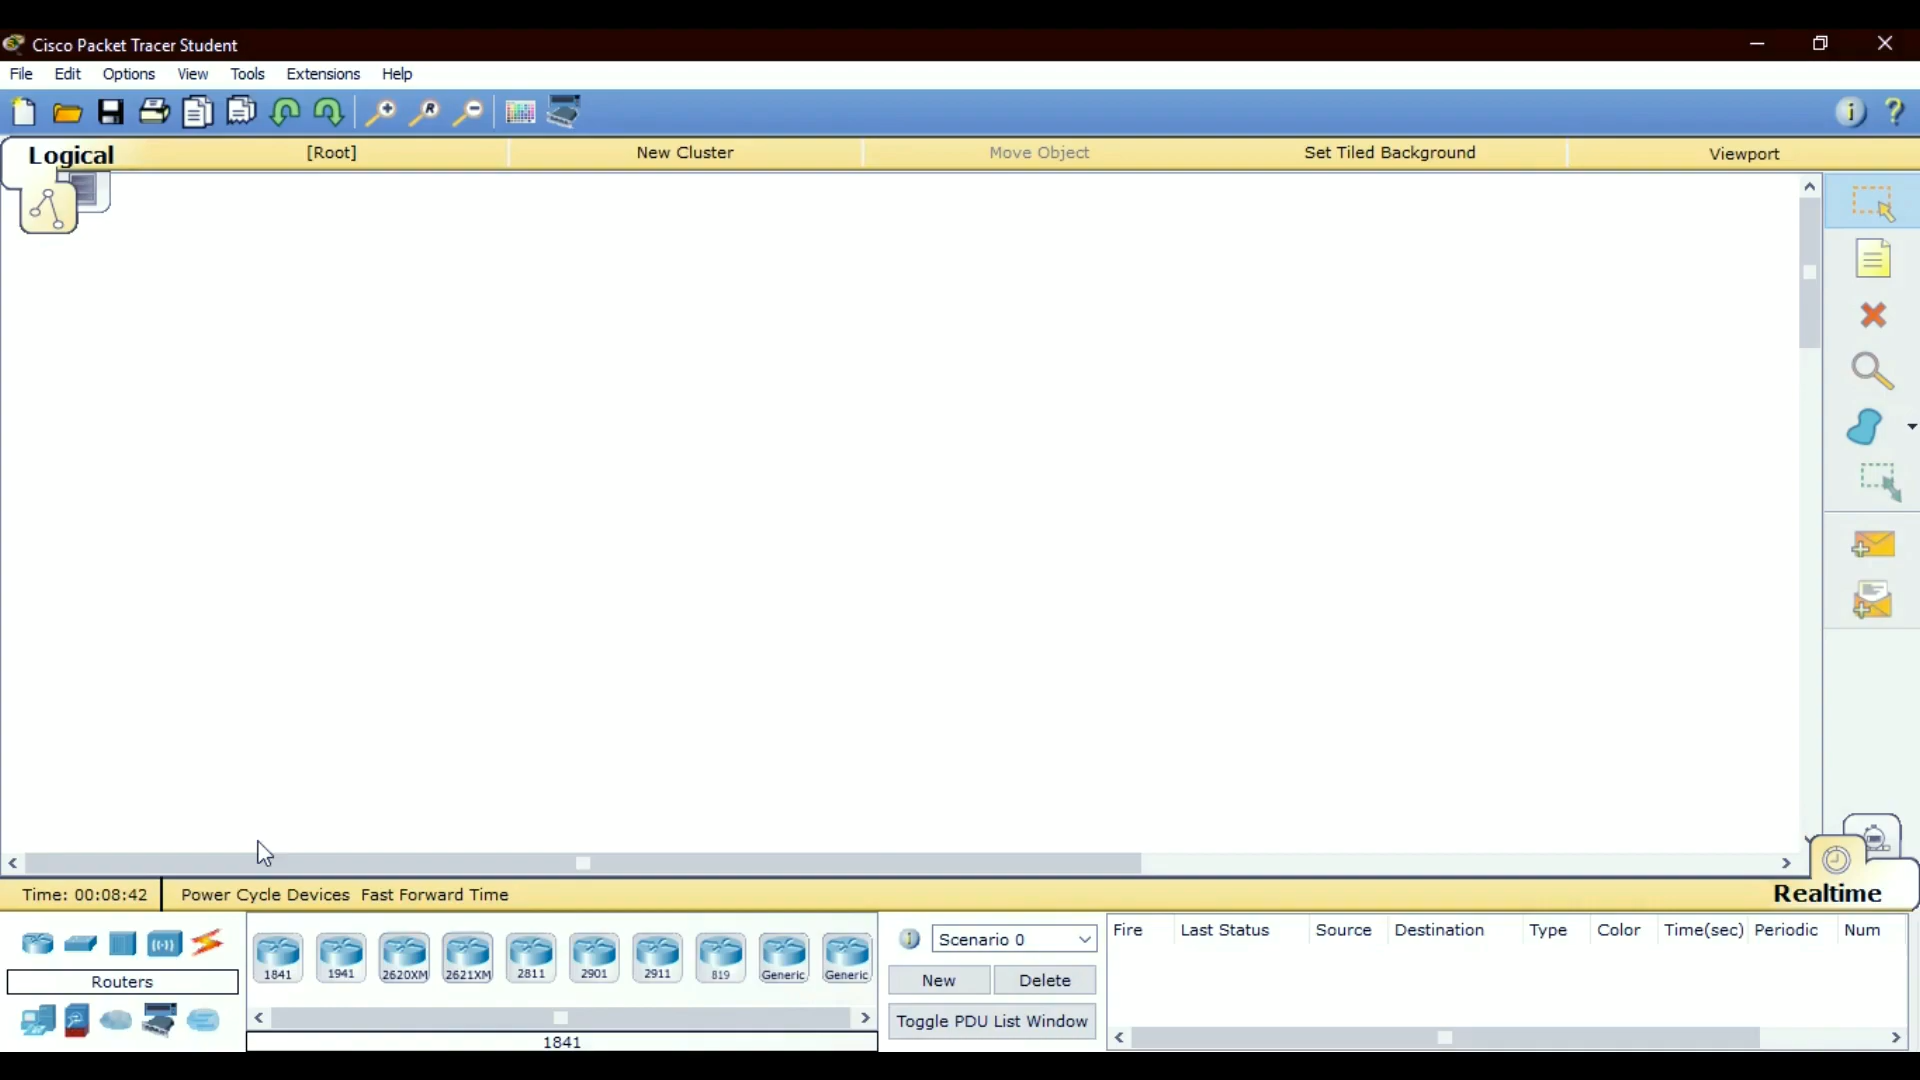 Cisco Packet Tracer Student
File Edit Options View Tools Extensions Help
R
i ?
Logical [Root] New Cluster Move Object Set Tiled Background Viewport
Time: 00:08:42 Power Cycle Devices Fast Forward Time Realtime
Routers
1841 1941 2620XM 2621XM 2811 2901 2911 819 Generic Generic
1841
i Scenario 0
New Delete
Toggle PDU List Window
Fire Last Status Source Destination Type Color Time(sec) Periodic Num